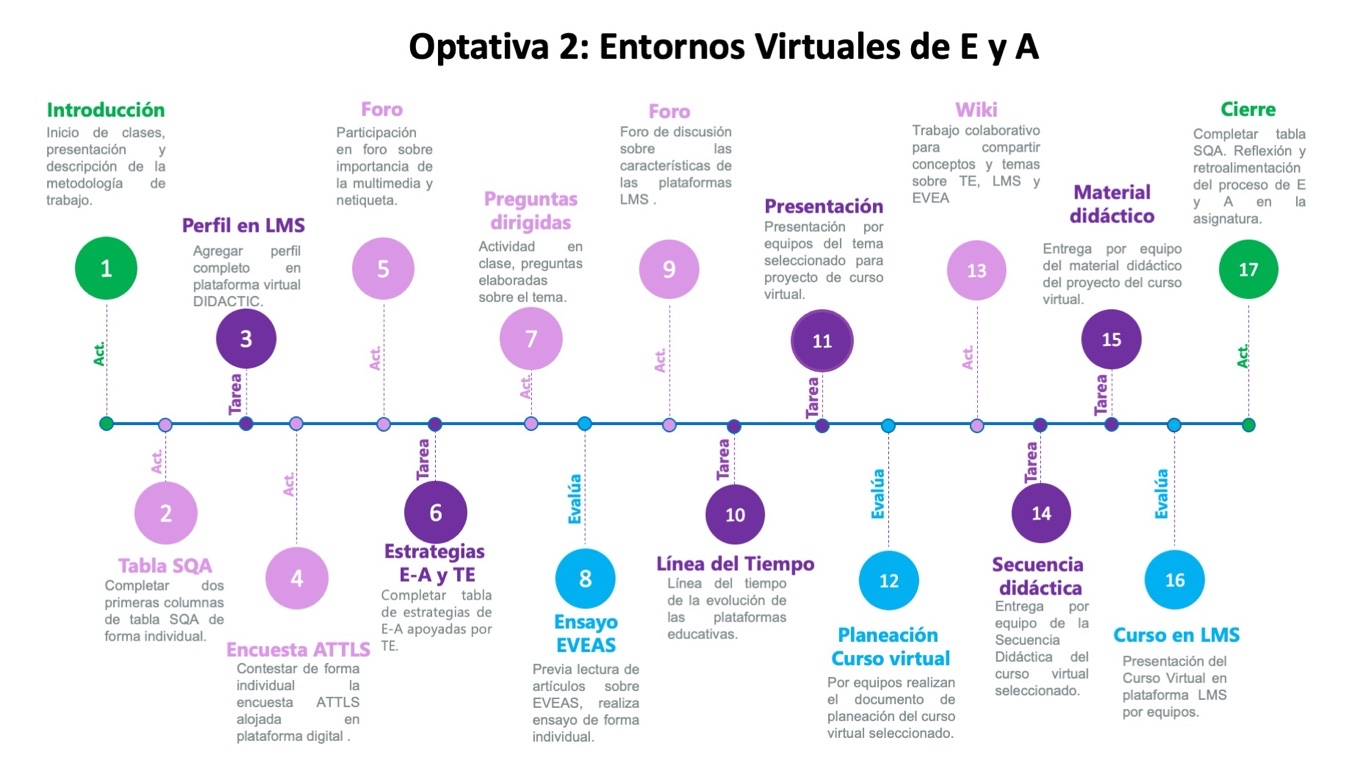 Optativa 2: Entornos Virtuales de E y A
Introducción
Inicio de clases,
presentación y
descripción de la
metodología de
trabajo.
1
Act.
Act.
2
Tabla SQA
Completar dos
primeras columnas
de tabla SQA de
forma individual.
Perfil en LMS
Agregar perfil
completo en
plataforma virtual
DIDACTIC.
3
Tarea
Act.
4
Encuesta ATTLS
Contestar de forma
individual la
encuesta ATTLS
alojada en
plataforma digital .
Foro
Participación
en foro sobre
importancia de
la multimedia y
netiqueta.
5
Act.
Tarea
6
Estrategias
E-A y TE
Completar tabla
de estrategias de
E-A apoyadas por
TE.
Preguntas
dirigidas
Actividad en
clase, preguntas
elaboradas
sobre el tema.
7
Act.
Evalúa
8
Ensayo
EVEAS
Previa lectura de
artículos sobre
EVEAS, realiza
ensayo de forma
individual.
Foro
Foro de discusión
sobre las
características de
las plataformas
LMS .
9
Act.
Tarea
10
Línea del Tiempo
Línea del tiempo
de la evolución de
las plataformas
educativas.
Presentación
Presentación por
equipos del tema
seleccionado para
proyecto de curso
virtual.
11
Tarea
Evalúa
12
Planeación
Curso virtual
Por equipos realizan
el documento de
planeación del curso
virtual seleccionado.
Wiki
Trabajo colaborativo
para compartir
conceptos y temas
sobre TE, LMS y
EVEA
13
Act.
Tarea
14
Secuencia
didáctica
Entrega por
equipo de la
Secuencia
Didáctica del
curso virtual
seleccionado.
Material
didáctico
Entrega por equipo
del material didáctico
del proyecto del curso
virtual.
15
Tarea
Evalúa
16
Curso en LMS
Presentación del
Curso Virtual en
plataforma LMS
por equipos.
Cierre
Completar tabla
SQA. Reflexión y
retroalimentación
del proceso de E
y A en la
asignatura.
17
Act.